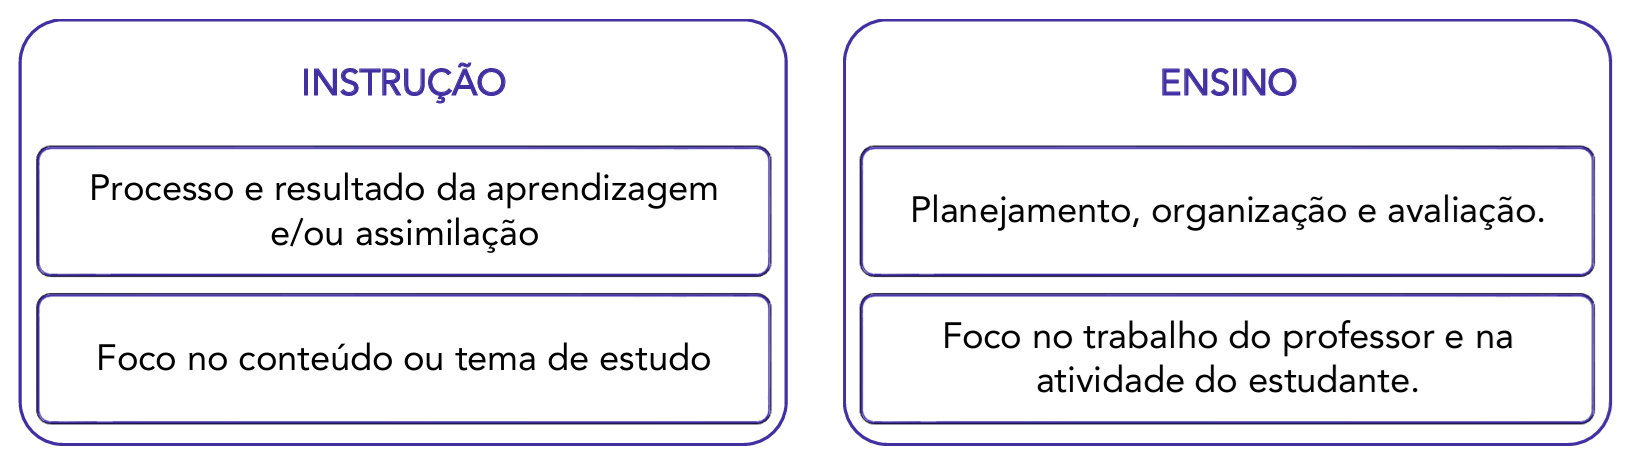 INSTRUÇÃO
Processo e resultado da aprendizagem
e/ou assimilação
Foco no conteúdo ou tema de estudo
ENSINO
Planejamento, organização e avaliação.
Foco no trabalho do professor e na
atividade do estudante.